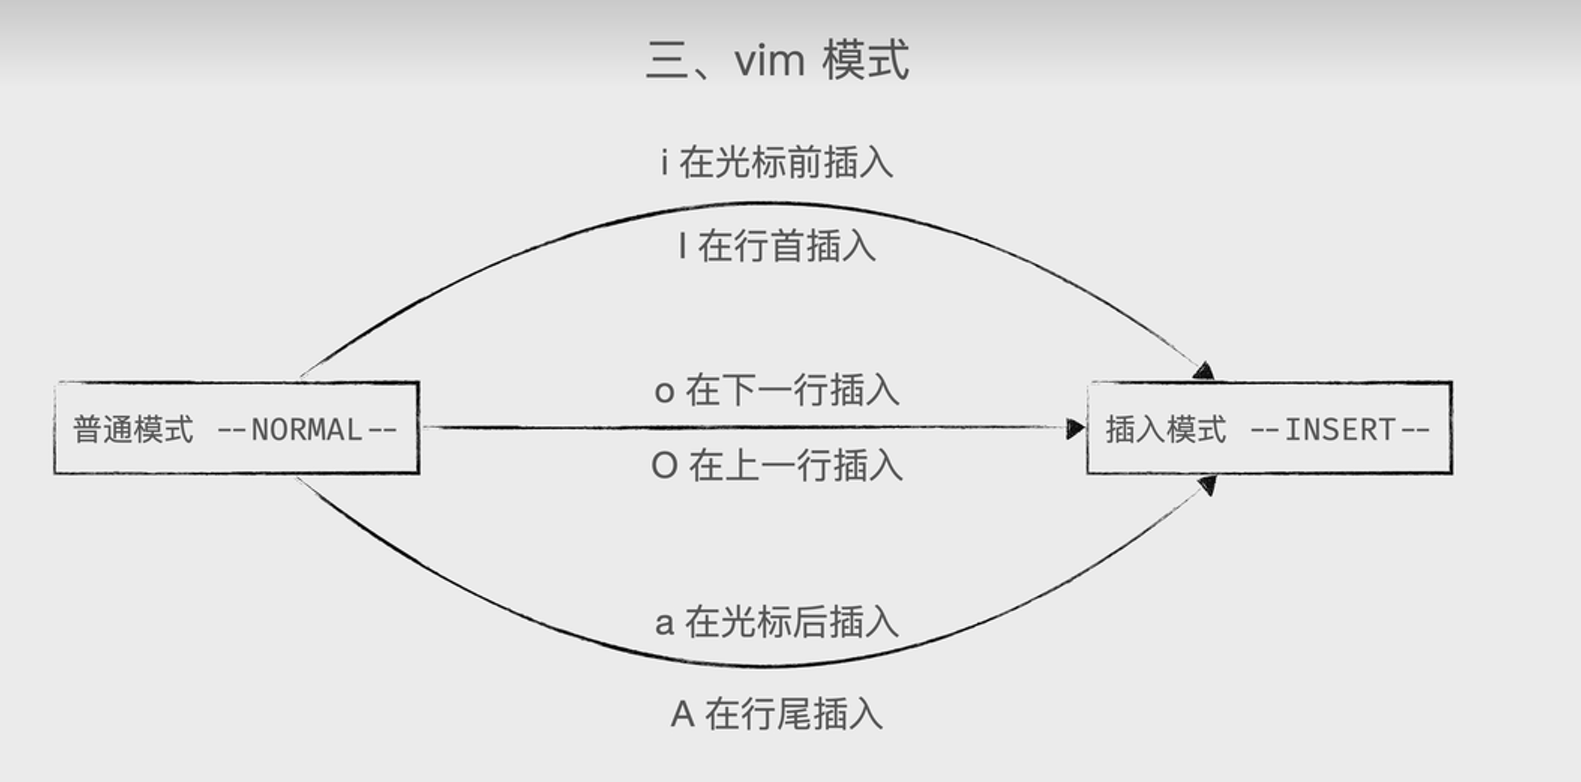 三、vim 模式
i 在光标前插入
I 在行首插入
o 在下一行插入
普通模式 --NORMAL--
插入模式 --INSERT--
O 在上一行插入
a 在光标后插入
A 在行尾插入